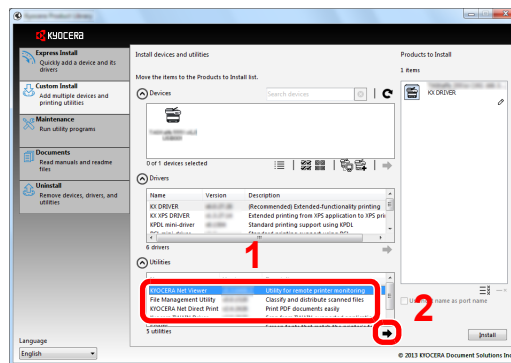 KYOCERA
Express Install
Quickly add a device and its
drivers
Custom Install
Add multiple devices and
printing utilities
Maintenance
Run utility programs
Documents
Read manuals and readme
files
Uninstall
Remove devices, drivers, and
utilities
Language
English
Install devices and utilities
Move the items to the Products to Install list.
Devices
Search devices
0 of 1 devices selected
Drivers
Name Version Description
KX DRIVER (Recommended) Extended-functionality printing
KX XPS DRIVER Extended printing from XPS application to XPS pri
KPDL mini-driver Standard printing support using KPDL
6 drivers
1
Utilities
KYOCERA Net Viewer Utility for remote printer monitoring
File Management Utility Classify and distribute scanned files
KYOCERA Net Direct Print Print PDF documents easily
5 utilities
2
Products to Install
1 items
KX DRIVER
name as port name
Install
© 2013 KYOCERA Document Solutions Inc